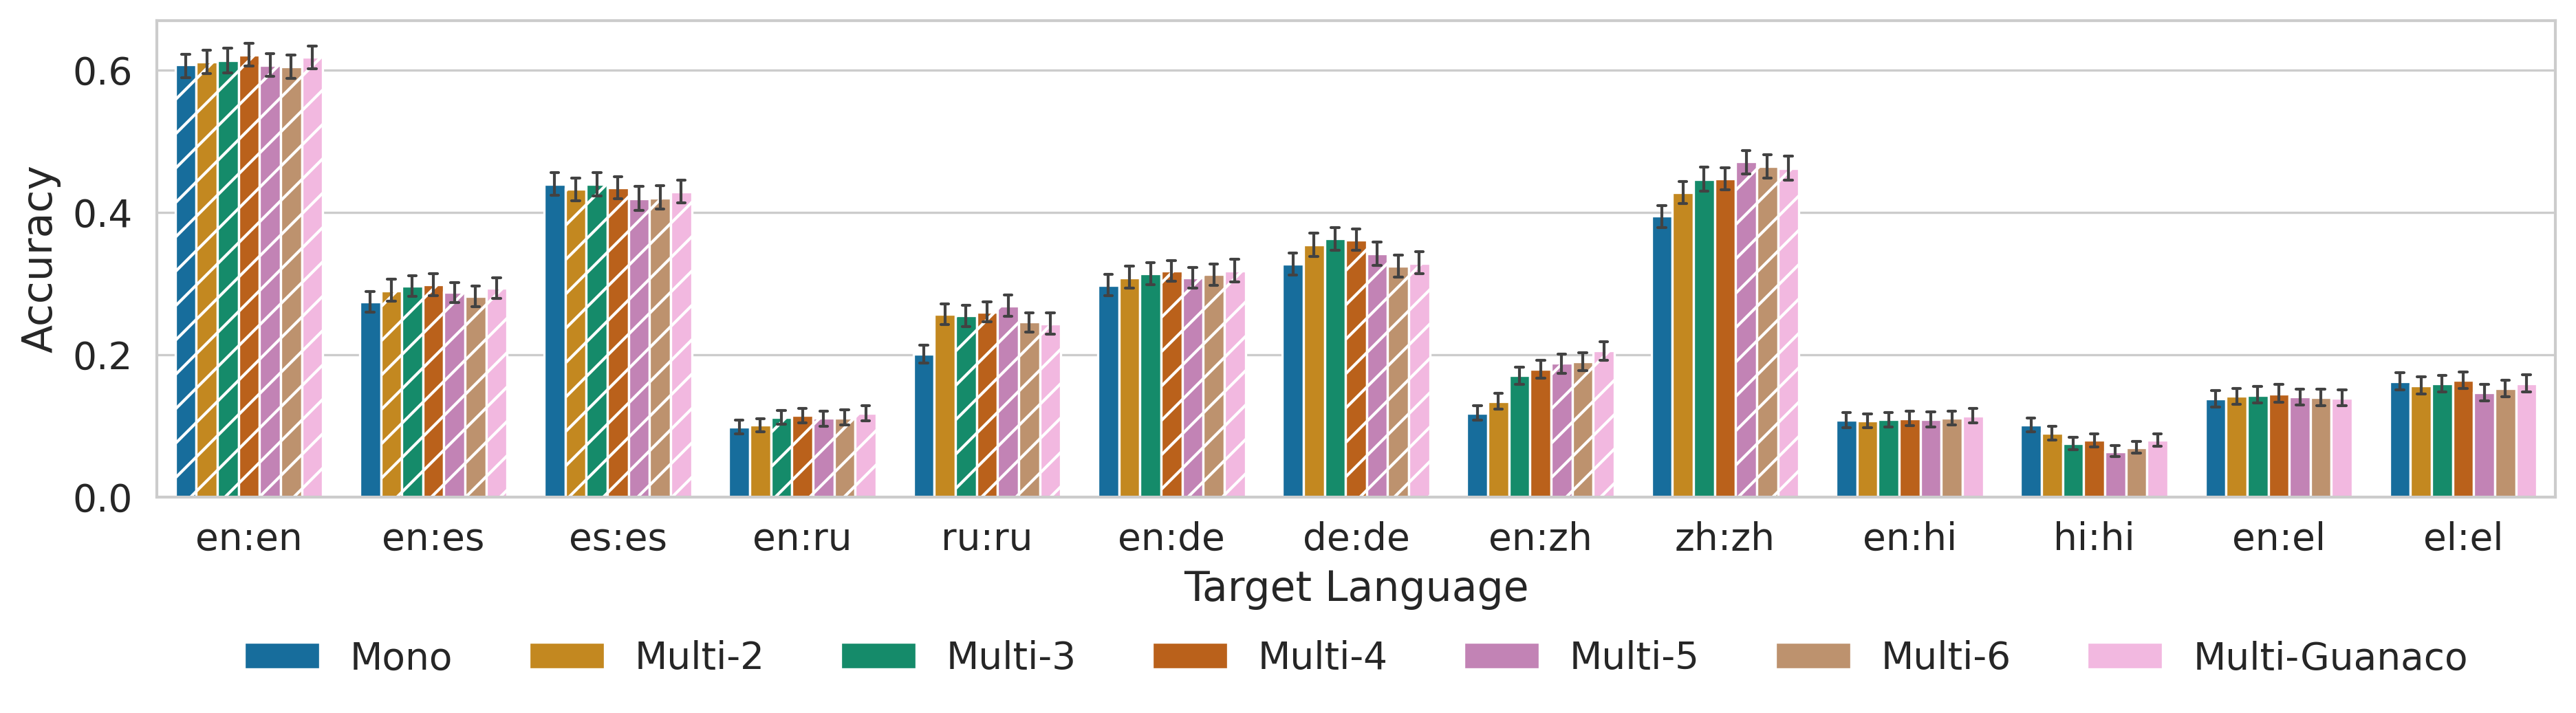 Accuracy
0.6
0.4
0.2
0.0
en:en en:es es:es en:ru ru:ru en:de de:de en:zh zh:zh en:hi hi:hi en:el el:el
Target Language
Mono Multi-2 Multi-3 Multi-4 Multi-5 Multi-6 Multi-Guanaco